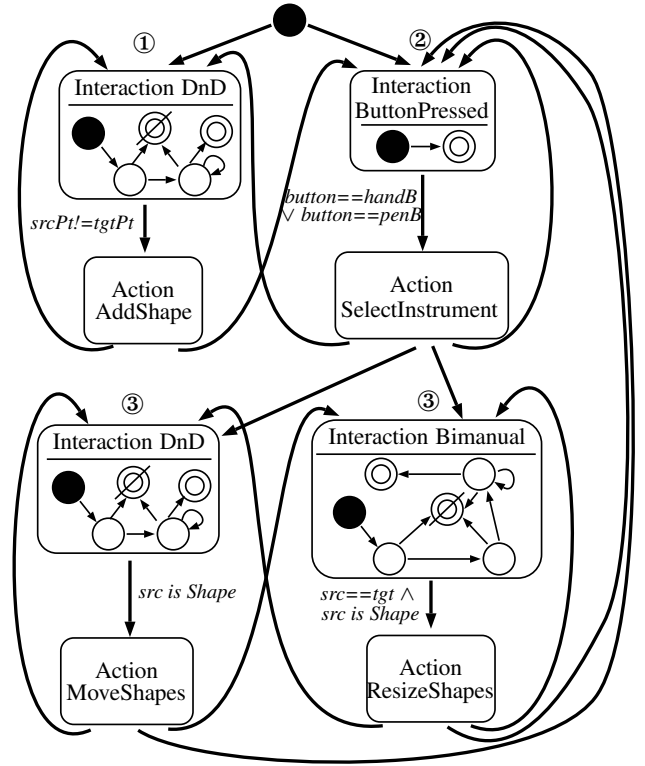 ①
②
Interaction DnD
Interaction
ButtonPressed
srcPt!=tgtPt
button==handB
∨ button==penB
Action
AddShape
Action
SelectInstrument
③
③
Interaction DnD
Interaction Bimanual
src is Shape
src==tgt ∧
src is Shape
Action
MoveShapes
Action
ResizeShapes